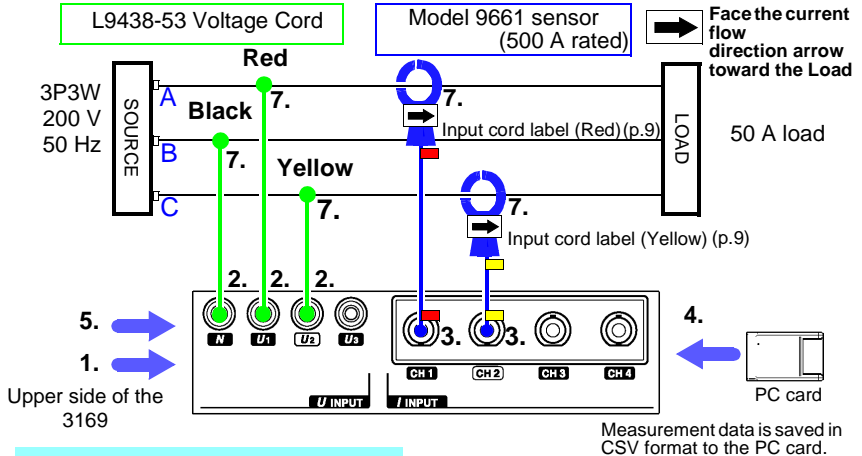 L9438-53 Voltage Cord
Model 9661 sensor
(500 A rated)
Face the current
flow
direction arrow
toward the Load
Red
3P3W
200 V
50 Hz
SOURCE
A
7.
7.
Black
Input cord label (Red) (p.9)
LOAD
50 A load
B
7.
Yellow
C
7.
7.
Input cord label (Yellow) (p.9)
2.
2.
2.
5.
1.
Upper side of the
3169
N
U1
U2
U3
3.
3.
CH 1
CH 2
CH 3
CH 4
U INPUT
I INPUT
4.
PC card
Measurement data is saved in
CSV format to the PC card.